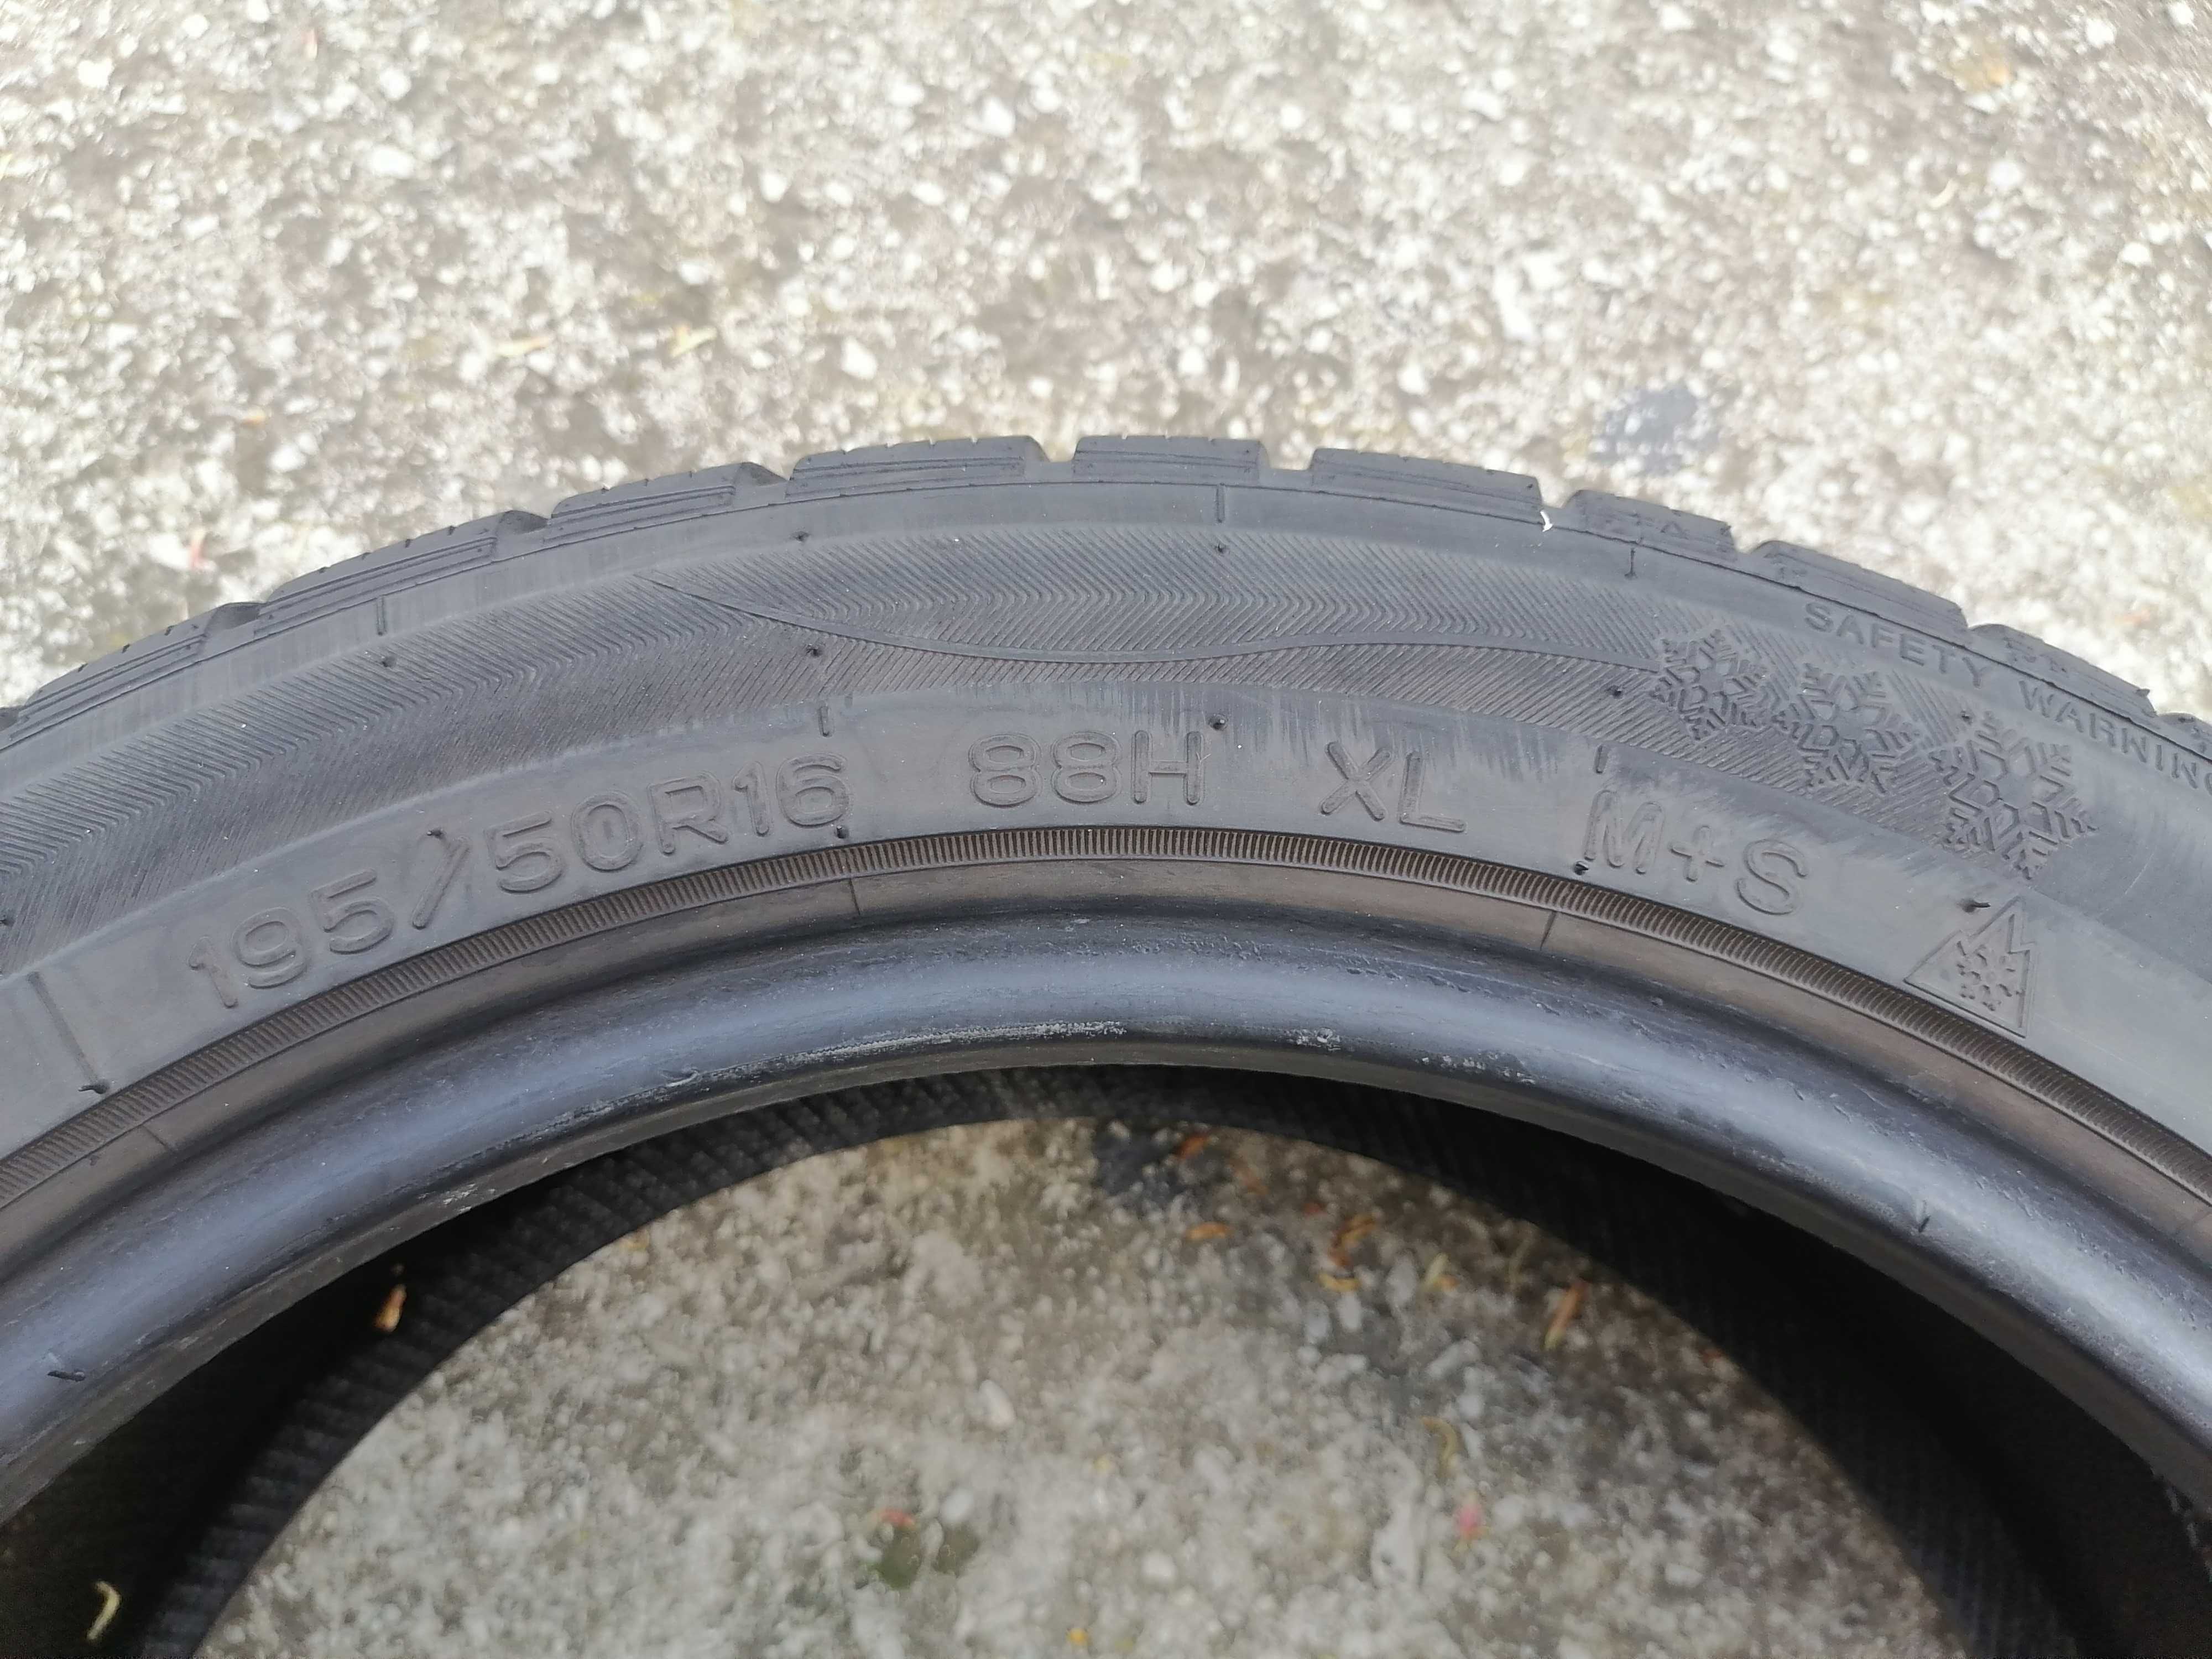 SAFETY WARNING
195/50R16 88H XL M+S